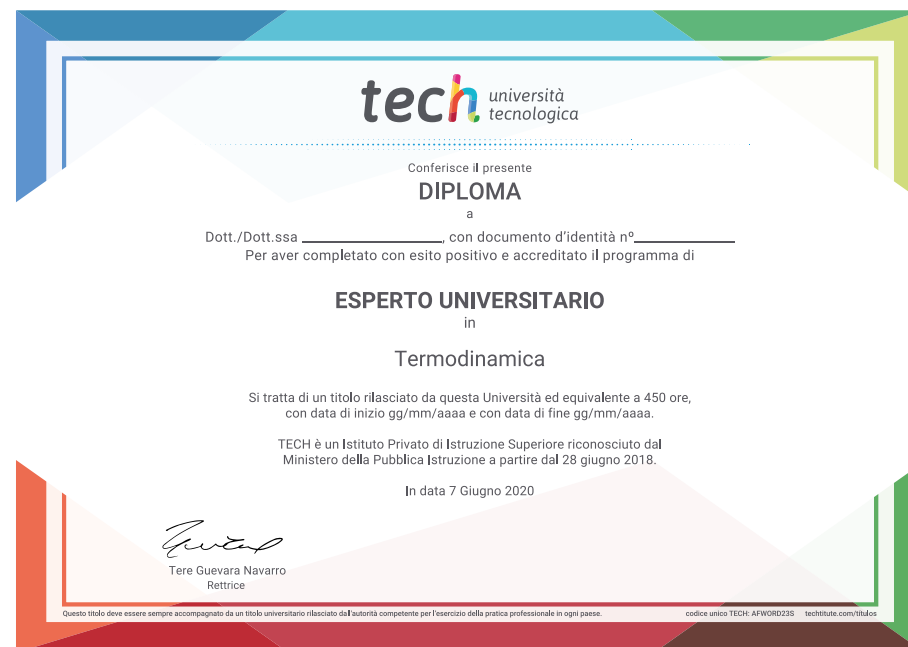 tech università
tecnologica
Conferisce il presente
DIPLOMA
a
Dott./Dott.ssa ____________, con documento d'identità nº____________
Per aver completato con esito positivo e accreditato il programma di
ESPERTO UNIVERSITARIO
in
Termodinamica
Si tratta di un titolo rilasciato da questa Università ed equivalente a 450 ore,
con data di inizio gg/mm/aaaa e con data di fine gg/mm/aaaa.
TECH è un Istituto Privato di Istruzione Superiore riconosciuto dal
Ministero della Pubblica Istruzione a partire dal 28 giugno 2018.
In data 7 Giugno 2020
Tere Guevara Navarro
Rettrice
Questo titolo deve essere sempre accompagnato da un titolo universitario rilasciato dall'autorità competente per l'esercizio della pratica professionale in ogni paese. codice unico TECH: AFWORD23S techtitute.com/titulos